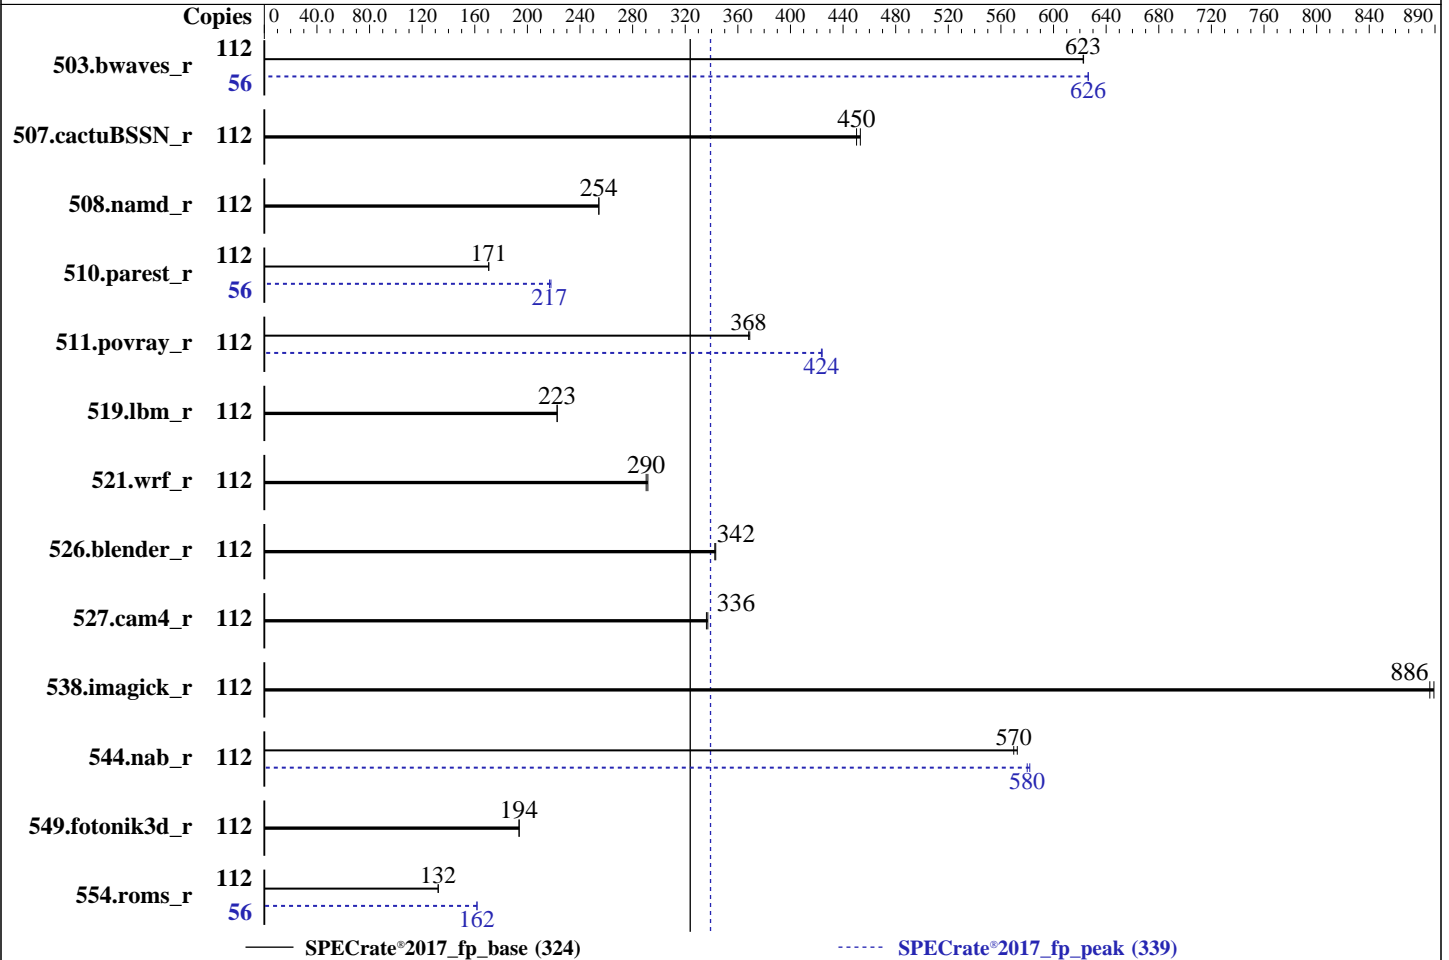 Copies 0 40.0 80.0 120 160 200 240 280 320 360 400 440 480 520 560 600 640 680 720 760 800 840 890
503.bwaves_r 112 623
56 626
507.cactuBSSN_r 112 450
508.namd_r 112 254
510.parest_r 112 171
56 217
511.povray_r 112 368
424
519.lbm_r 112 223
521.wrf_r 112 290
526.blender_r 112 342
527.cam4_r 112 336
538.imagick_r 112 886
544.nab_r 112 570
580
549.fotonik3d_r 112 194
554.roms_r 112 132
56 162
SPECrate®2017_fp_base (324) SPECrate®2017_fp_peak (339)